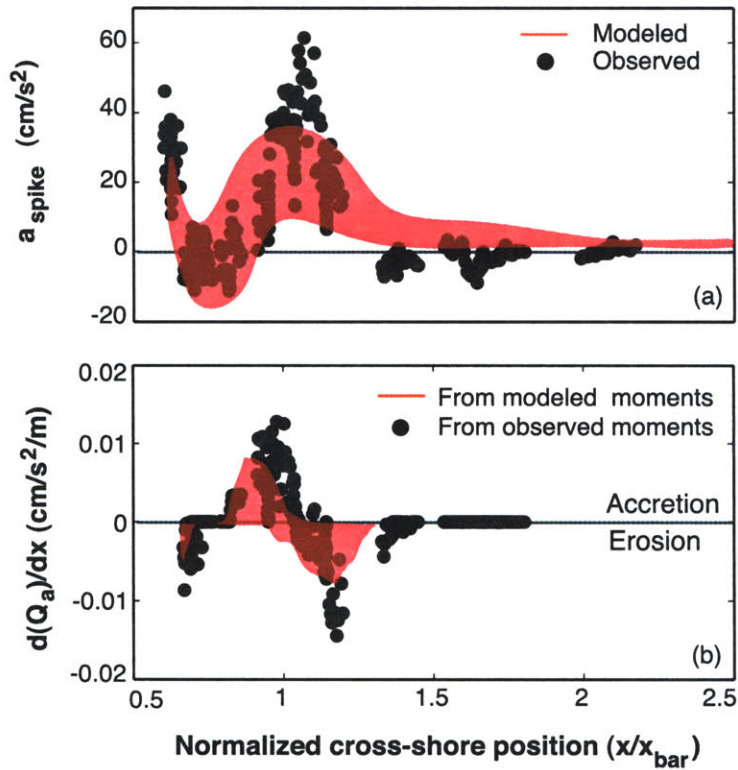 60
40
20
0
-20
a spike (cm/s²)
Modeled
Observed
(a)
0.02
0.01
0
-0.01
-0.02
d(Qa)/dx (cm/s²/m)
From modeled moments
From observed moments
Accretion
Erosion
(b)
0.5 1 1.5 2 2.5
Normalized cross-shore position (x/xbar)